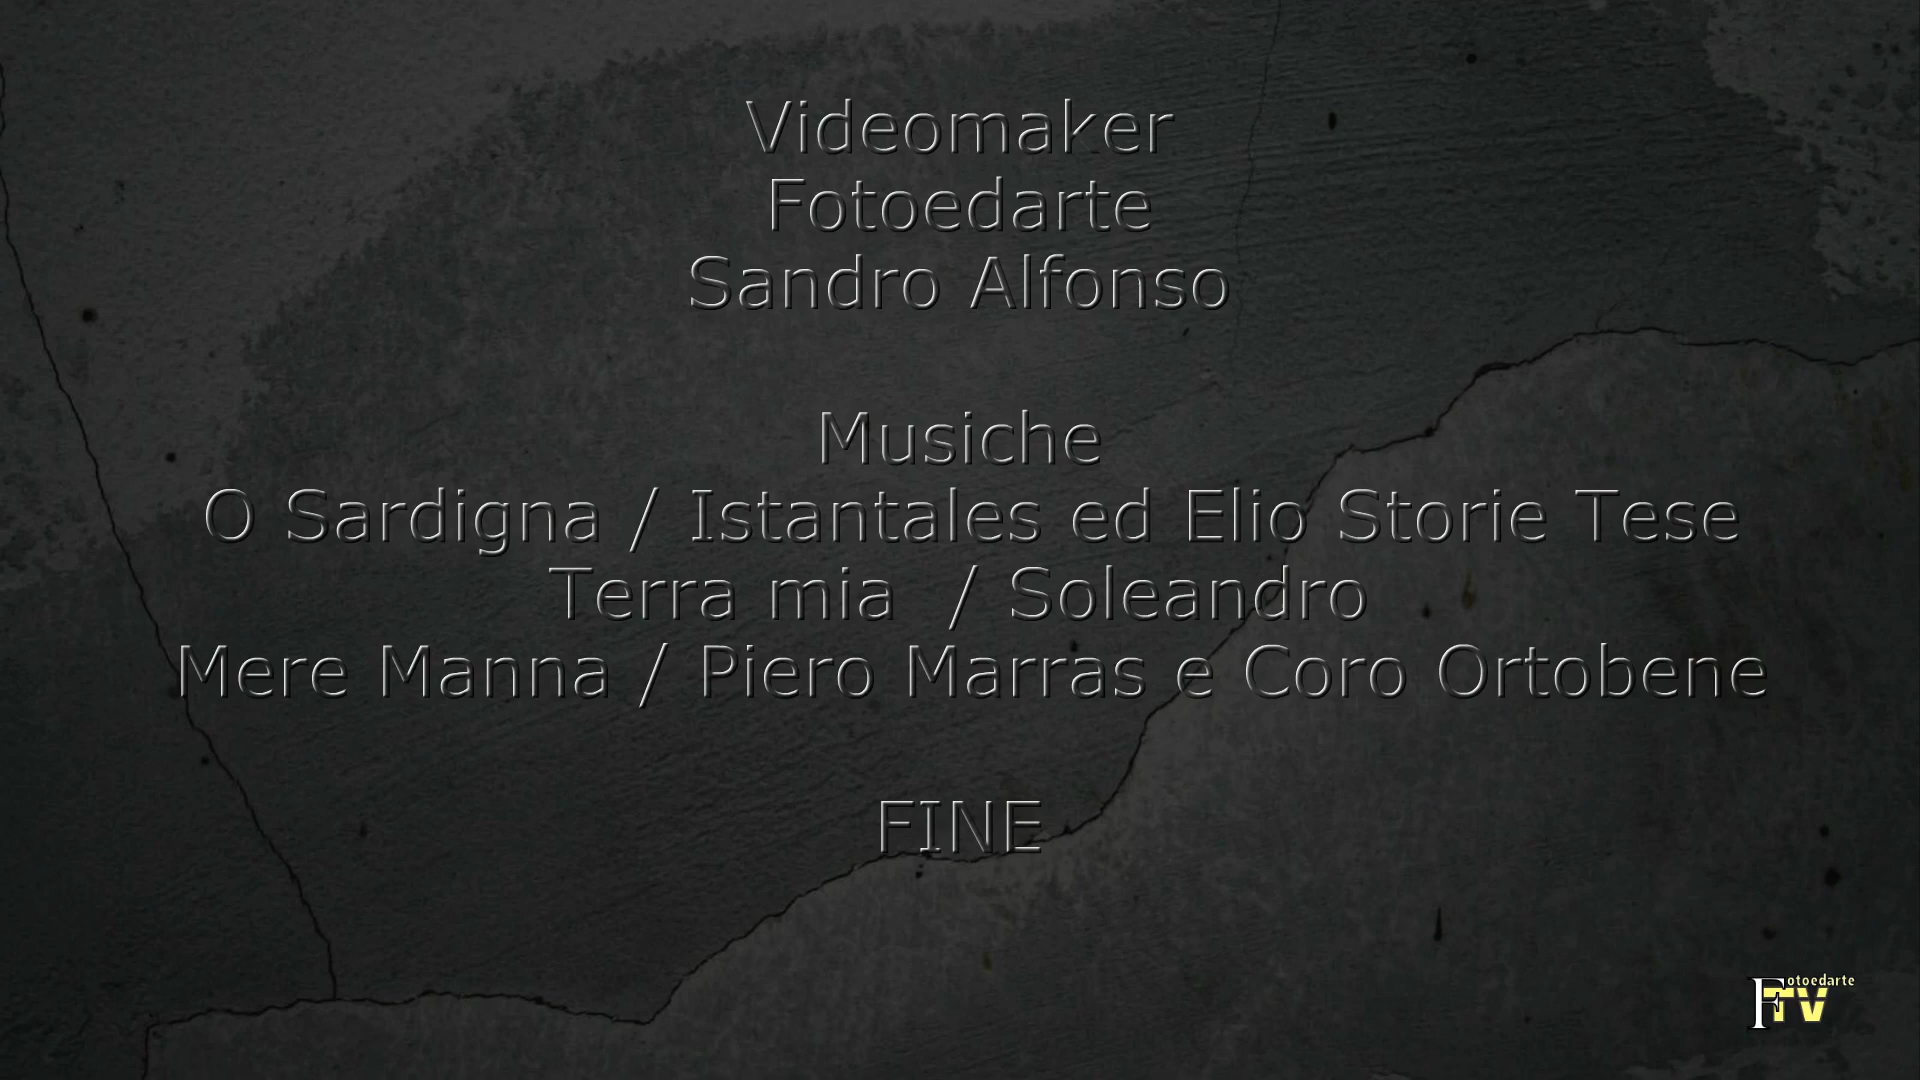 Videomaker
Fotoedarte
Sandro Alfonso
Musiche
O Sardigna / Istantales ed Elio Storie Tese
Terra mia / Soleandro
Mere Manna / Piero Marras e Coro Ortobene
FINE
Fotoedarte
TV